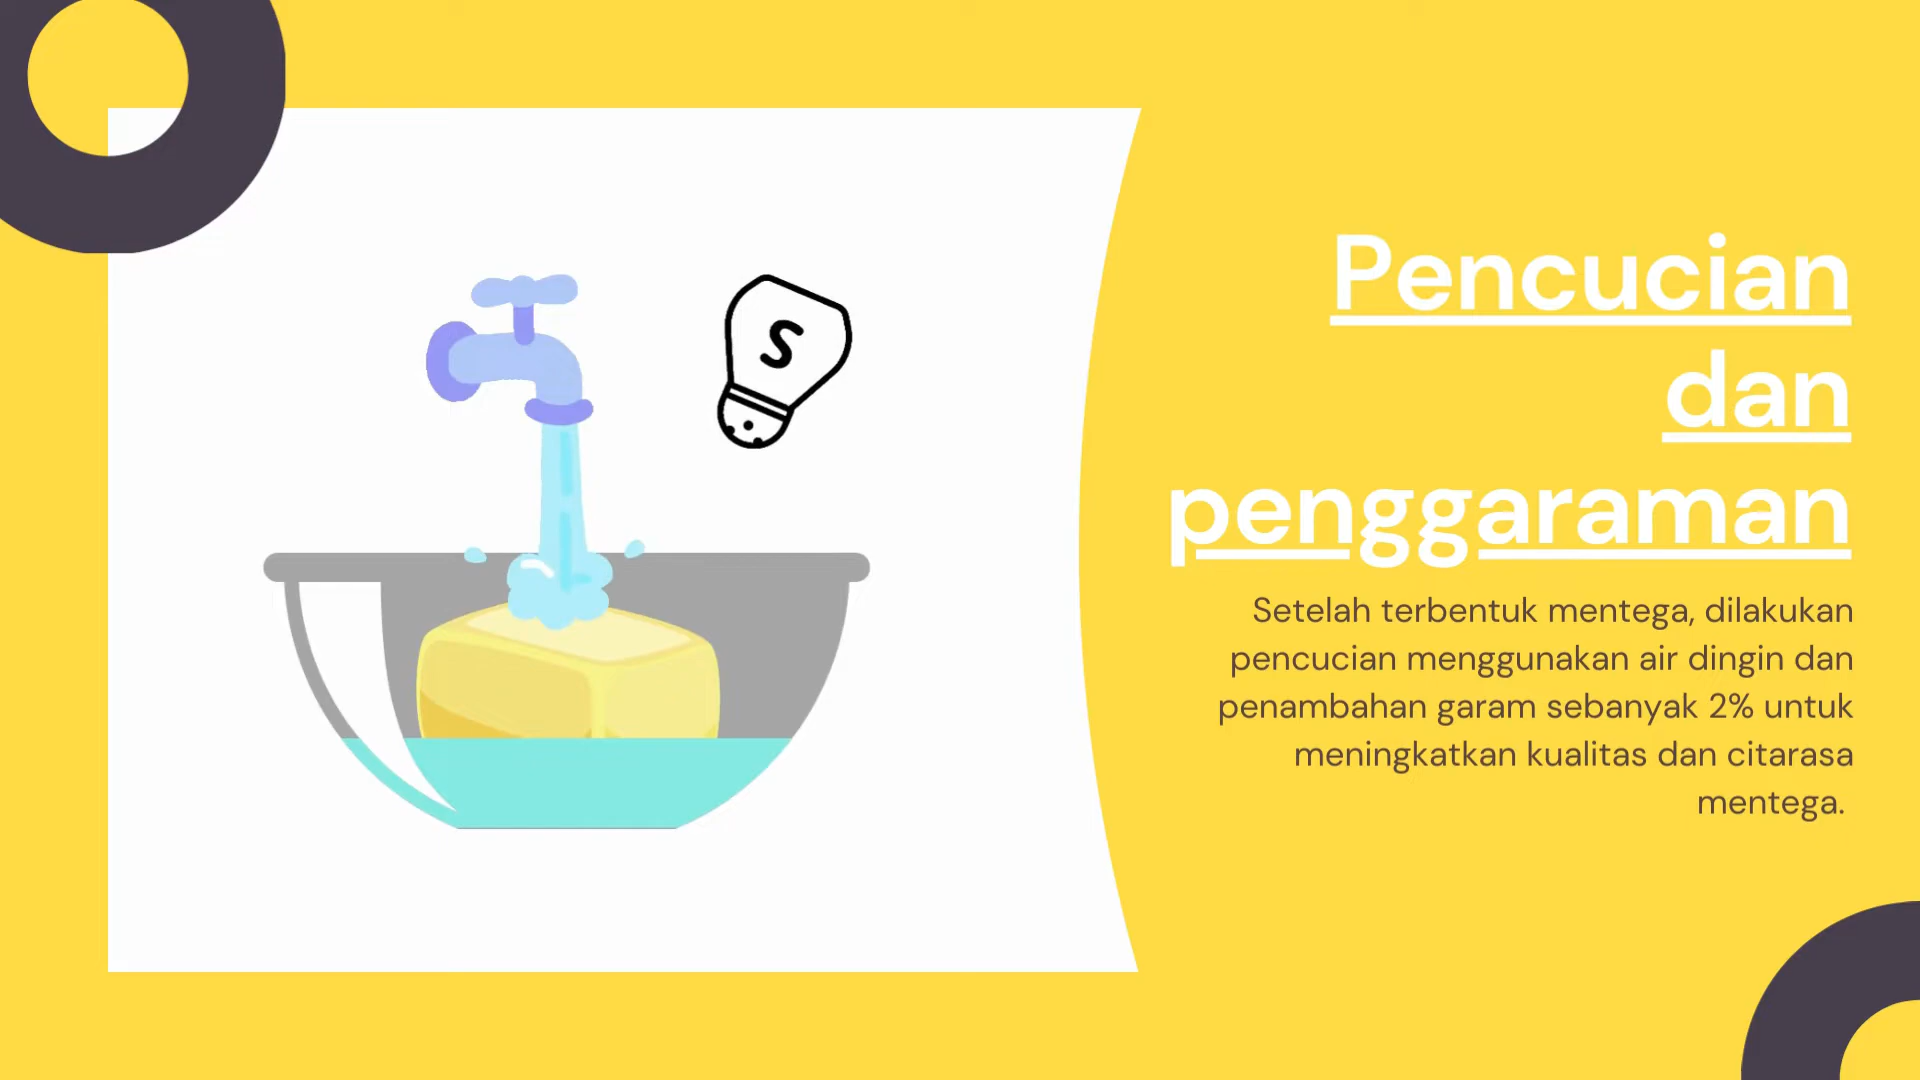 S
Pencucian
dan
penggaraman
Setelah terbentuk mentega, dilakukan
pencucian menggunakan air dingin dan
penambahan garam sebanyak 2% untuk
meningkatkan kualitas dan citarasa
mentega.